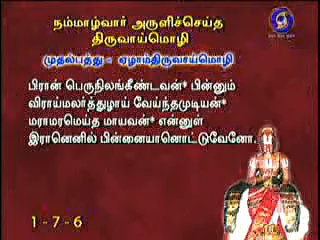 நம்மாழ்வார் அருளிச்செய்த
திருவாய்மொழி
முதல்பத்து - ஏழாம்திருவாய்மொழி
பிரான் பெருநிலங்கீண்டவன்* பின்னும்
விராய்மலர்த்துழாய் வேய்ந்தமுடியன்*
மராமரமெய்த மாயவன்* என்னுள்
இரானெனில் பின்னையானொட்டுவேனோ.
1-7-6